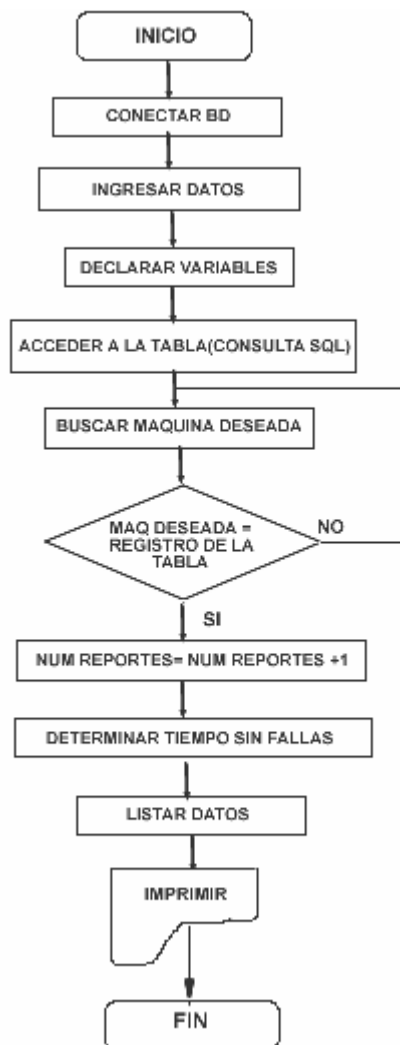 INICIO
CONECTAR BD
INGRESAR DATOS
DECLARAR VARIABLES
ACCEDER A LA TABLA(CONSULTA SQL)
BUSCAR MAQUINA DESEADA
MAQ DESEADA =
REGISTRO DE LA
TABLA
NO
SI
NUM REPORTES= NUM REPORTES +1
DETERMINAR TIEMPO SIN FALLAS
LISTAR DATOS
IMPRIMIR
FIN